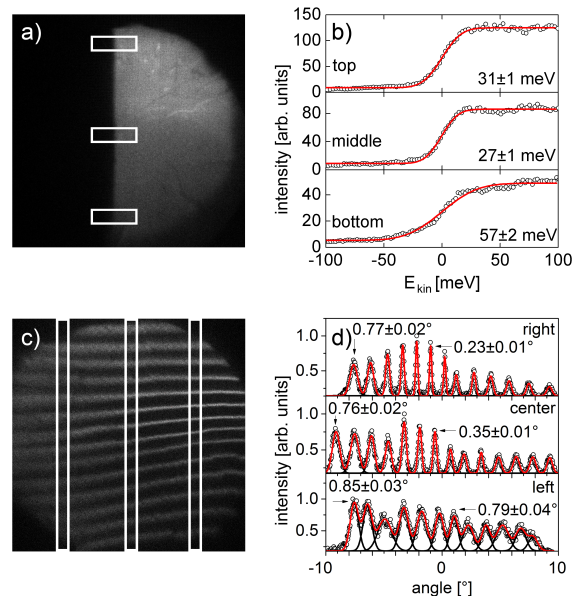 a)
b)
intensity [arb. units]
150
100
50
0
top
31±1 meV
80
40
0
middle
27±1 meV
50
25
0
bottom
57±2 meV
-100 -50 0 50 100
E_kin [meV]
c)
d)
intensity [arb. units]
1.0
0.5
0.77±0.02°
right
0.23±0.01°
1.0
0.5
0.76±0.02°
center
0.35±0.01°
1.0
0.5
0.85±0.03°
left
0.79±0.04°
-10 0 10
angle [°]